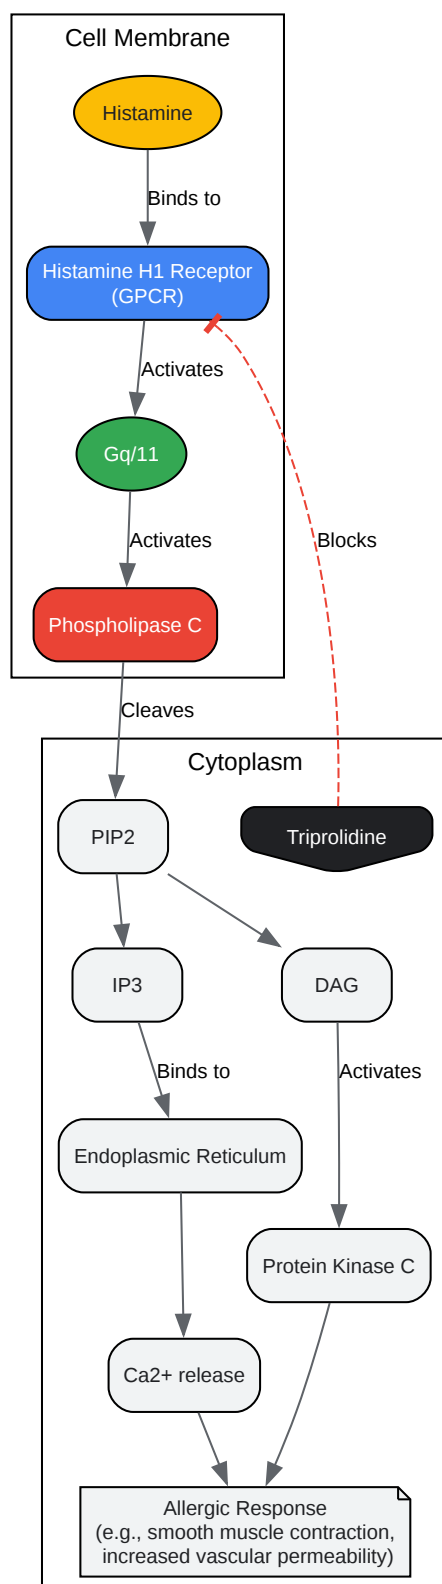 Cell Membrane
Histamine
Binds to
Histamine H1 Receptor
(GPCR)
Activates
Gq/11
Activates
Blocks
Phospholipase C
Cleaves
Cytoplasm
PIP2
Triprolidine
IP3
DAG
Binds to
Activates
Endoplasmic Reticulum
Protein Kinase C
Ca2+ release
Allergic Response
(e.g., smooth muscle contraction,
increased vascular permeability)